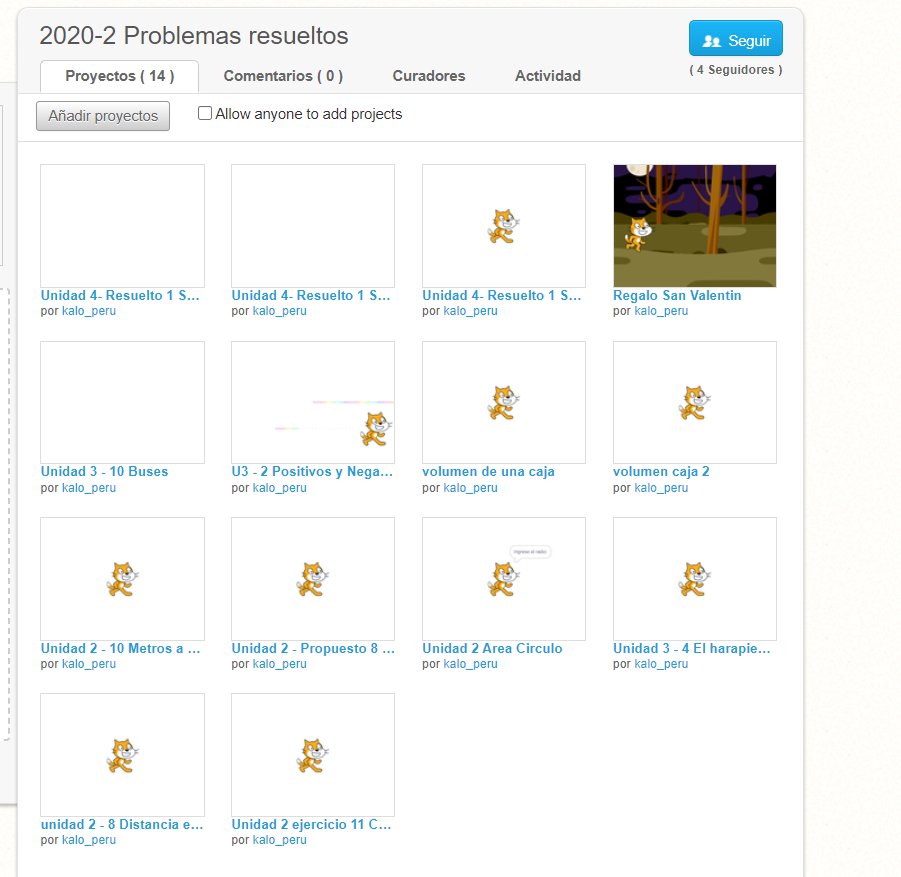 2020-2 Problemas resueltos
Seguir
( 4 Seguidores )
Proyectos ( 14 ) Comentarios ( 0 ) Curadores Actividad
Añadir proyectos Allow anyone to add projects
Unidad 4- Resuelto 1 S... Unidad 4- Resuelto 1 S... Unidad 4- Resuelto 1 S... Regalo San Valentin
por kalo_peru por kalo_peru por kalo_peru por kalo_peru
Unidad 3 - 10 Buses U3 - 2 Positivos y Nega... volumen de una caja volumen caja 2
por kalo_peru por kalo_peru por kalo_peru por kalo_peru
Ingrese el radio
Unidad 2 - 10 Metros a ... Unidad 2 - Propuesto 8 ... Unidad 2 Area Circulo Unidad 3 - 4 El harapie...
por kalo_peru por kalo_peru por kalo_peru por kalo_peru
unidad 2 - 8 Distancia e... Unidad 2 ejercicio 11 C...
por kalo_peru por kalo_peru